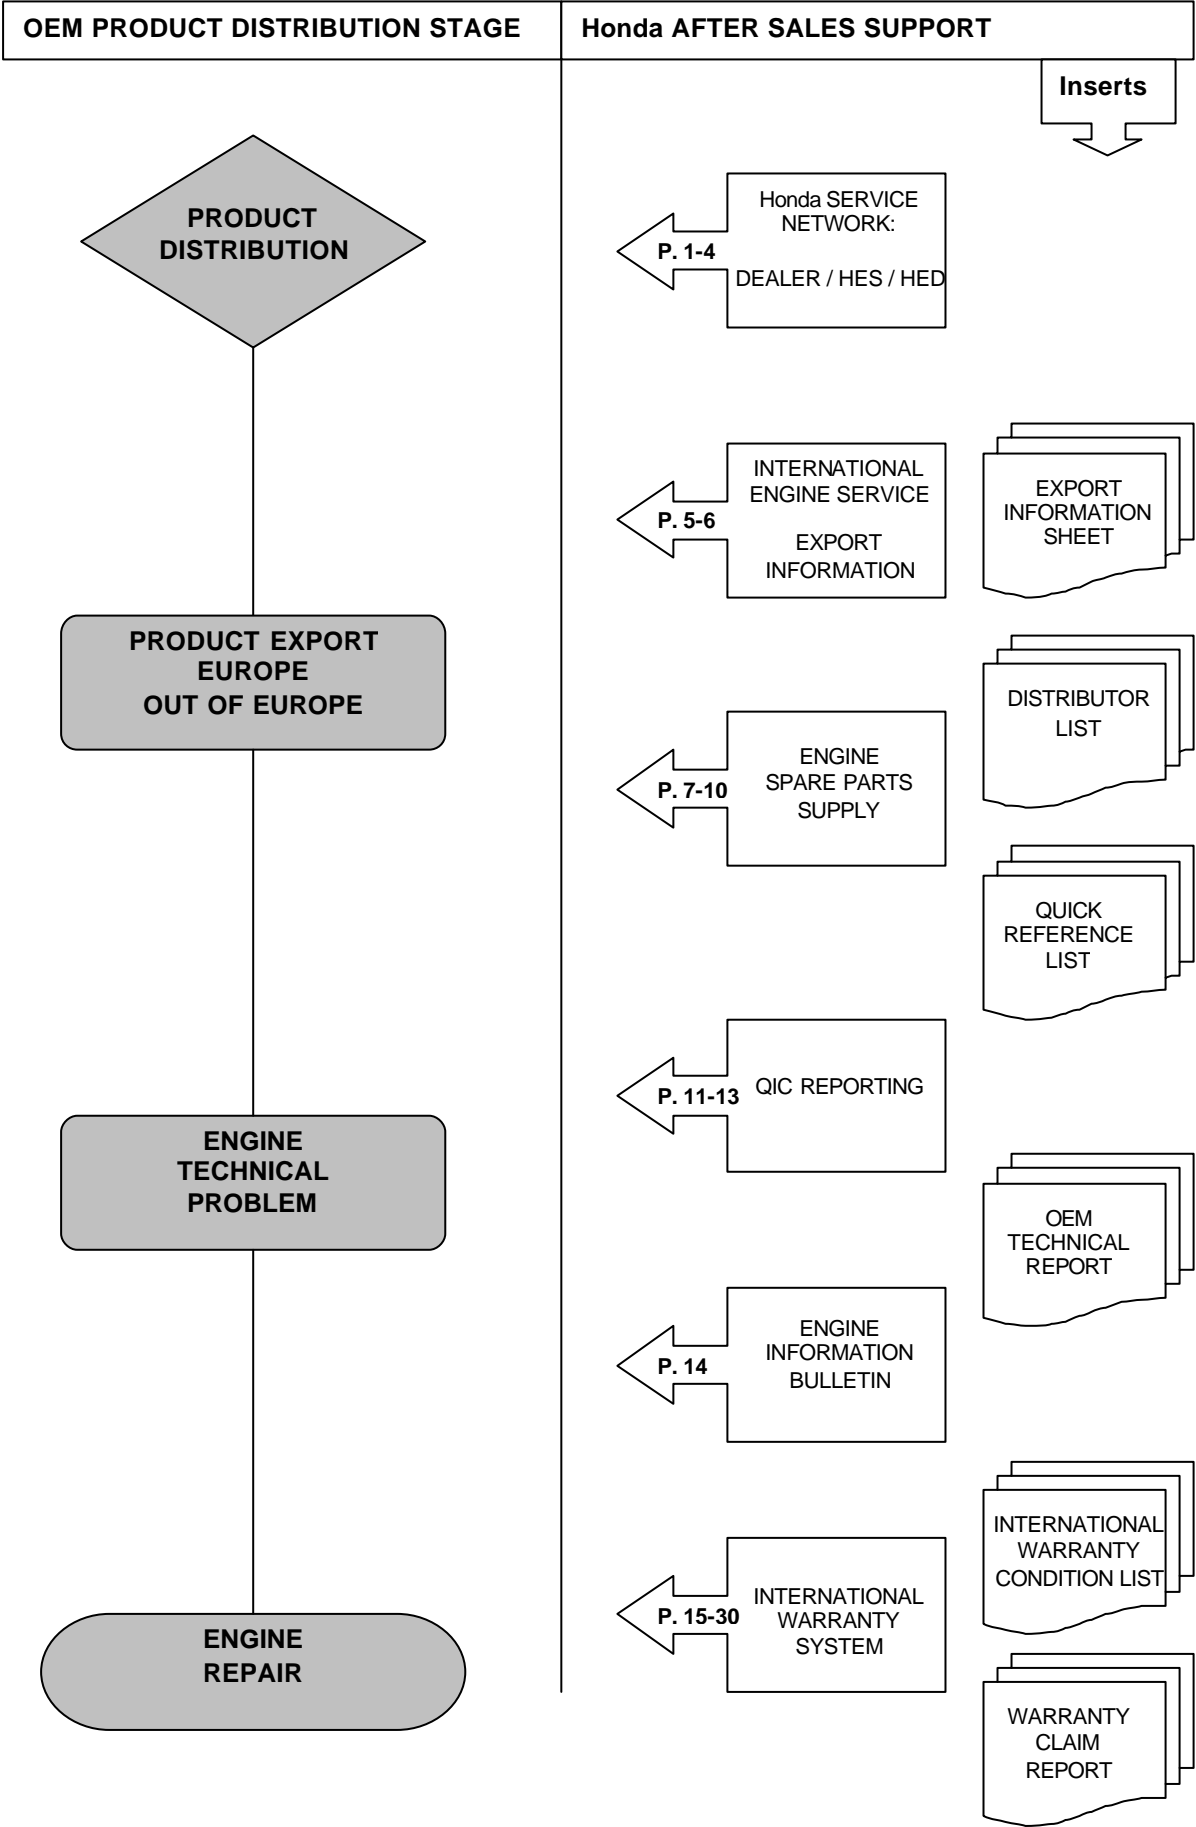 OEM PRODUCT DISTRIBUTION STAGE
Honda AFTER SALES SUPPORT
Inserts
PRODUCT
DISTRIBUTION
P. 1-4
Honda SERVICE
NETWORK:
DEALER / HES / HED
P. 5-6
INTERNATIONAL
ENGINE SERVICE
EXPORT
INFORMATION
EXPORT
INFORMATION
SHEET
PRODUCT EXPORT
EUROPE
OUT OF EUROPE
DISTRIBUTOR
LIST
P. 7-10
ENGINE
SPARE PARTS
SUPPLY
QUICK
REFERENCE
LIST
P. 11-13
QIC REPORTING
ENGINE
TECHNICAL
PROBLEM
OEM
TECHNICAL
REPORT
P. 14
ENGINE
INFORMATION
BULLETIN
INTERNATIONAL
WARRANTY
CONDITION LIST
P. 15-30
INTERNATIONAL
WARRANTY
SYSTEM
ENGINE
REPAIR
WARRANTY
CLAIM
REPORT